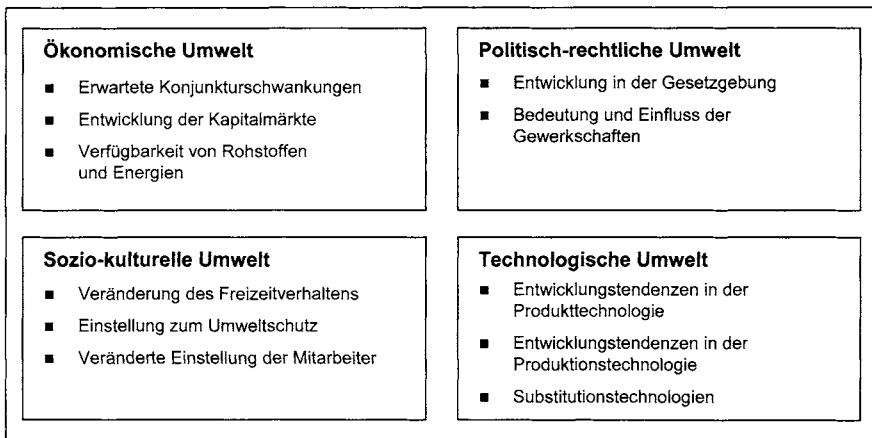 Ökonomische Umwelt
■ Erwartete Konjunkturschwankungen
■ Entwicklung der Kapitalmärkte
■ Verfügbarkeit von Rohstoffen
und Energien
Politisch-rechtliche Umwelt
■ Entwicklung in der Gesetzgebung
■ Bedeutung und Einfluss der
Gewerkschaften
Sozio-kulturelle Umwelt
■ Veränderung des Freizeitverhaltens
■ Einstellung zum Umweltschutz
■ Veränderte Einstellung der Mitarbeiter
Technologische Umwelt
■ Entwicklungstendenzen in der
Produkttechnologie
■ Entwicklungstendenzen in der
Produktionstechnologie
■ Substitutionstechnologien